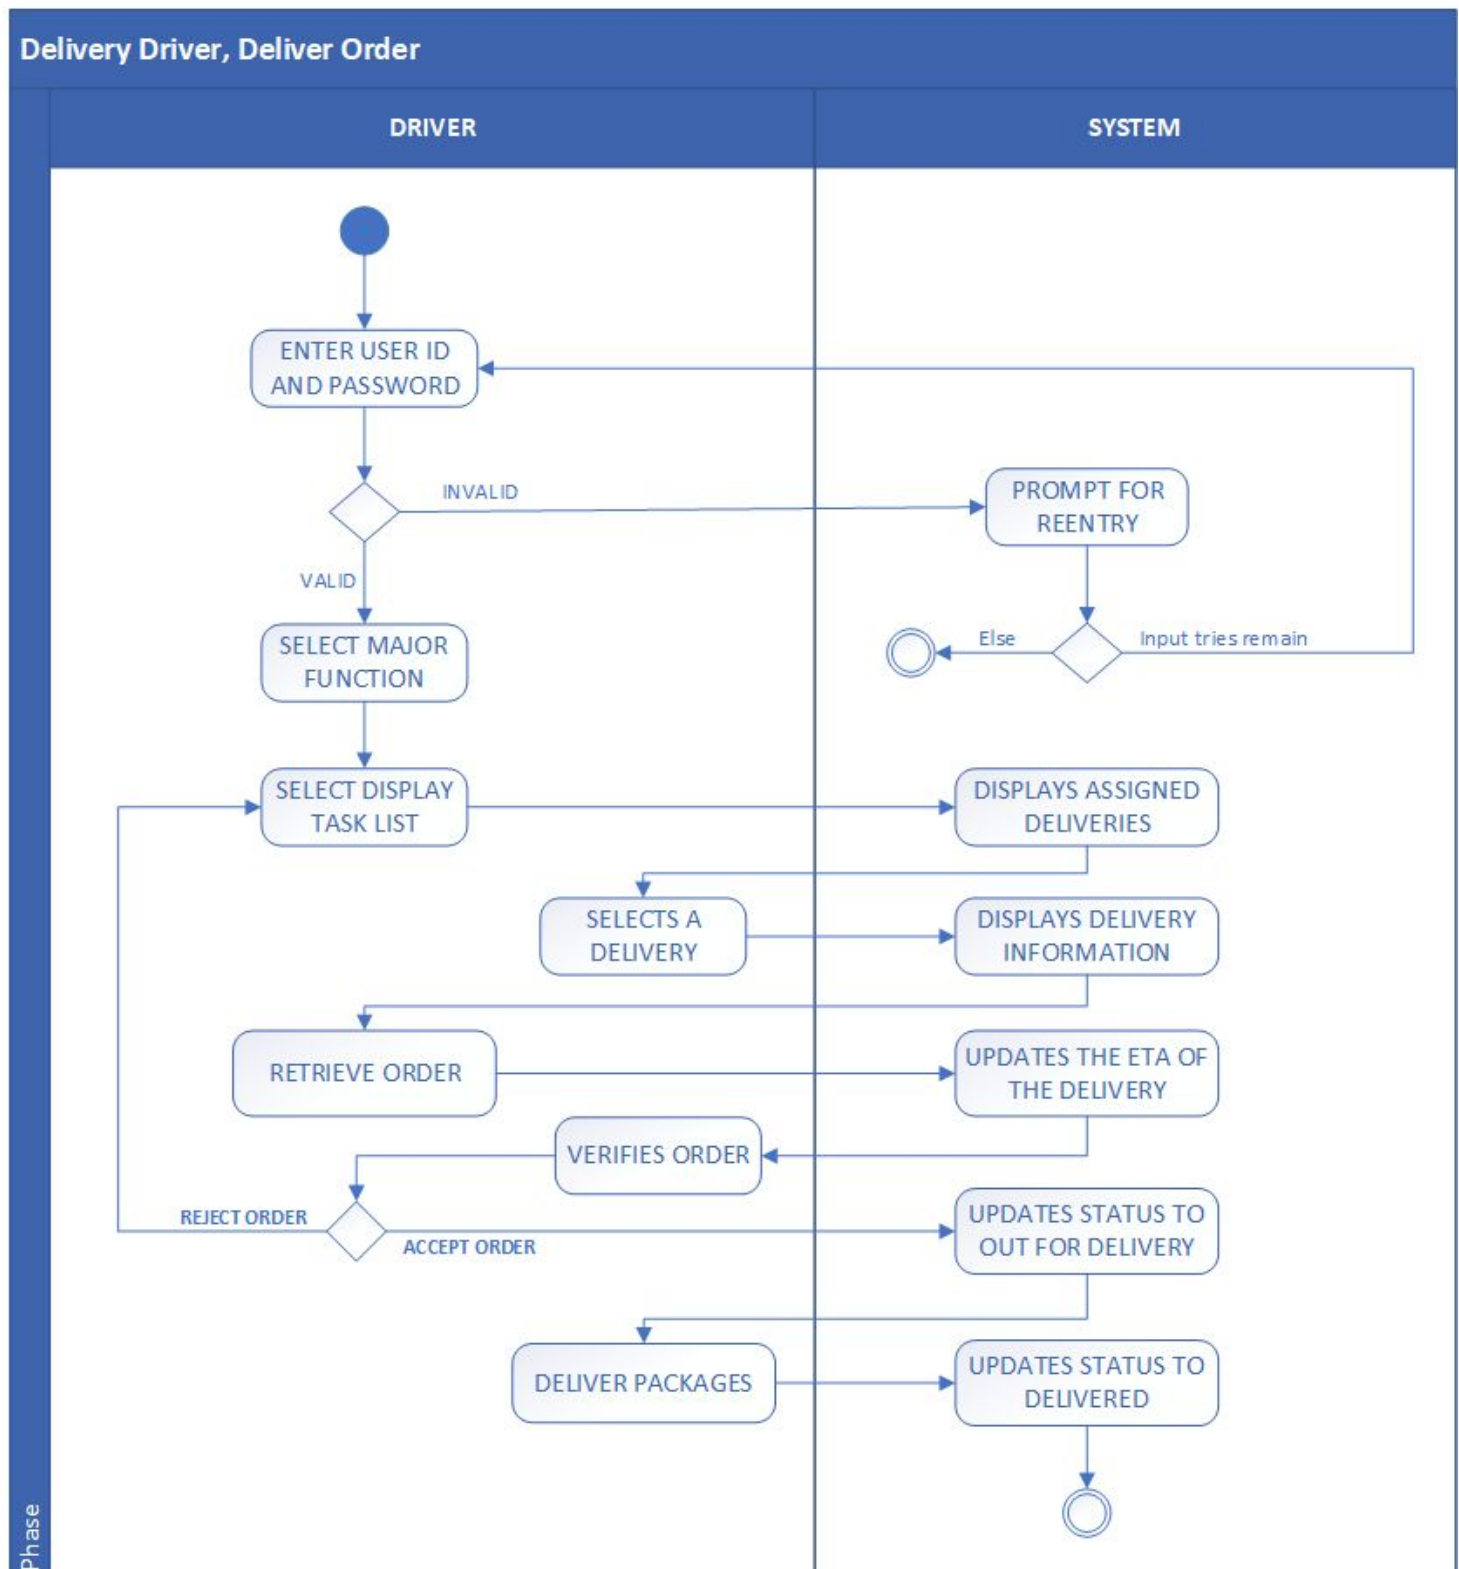 Delivery Driver, Deliver Order
DRIVER
SYSTEM
ENTER USER ID
AND PASSWORD
INVALID
PROMPT FOR
REENTRY
VALID
Else
Input tries remain
SELECT MAJOR
FUNCTION
SELECT DISPLAY
TASK LIST
DISPLAYS ASSIGNED
DELIVERIES
SELECTS A
DELIVERY
DISPLAYS DELIVERY
INFORMATION
RETRIEVE ORDER
UPDATES THE ETA OF
THE DELIVERY
VERIFIES ORDER
REJECT ORDER
ACCEPT ORDER
UPDATES STATUS TO
OUT FOR DELIVERY
DELIVER PACKAGES
UPDATES STATUS TO
DELIVERED
Phase